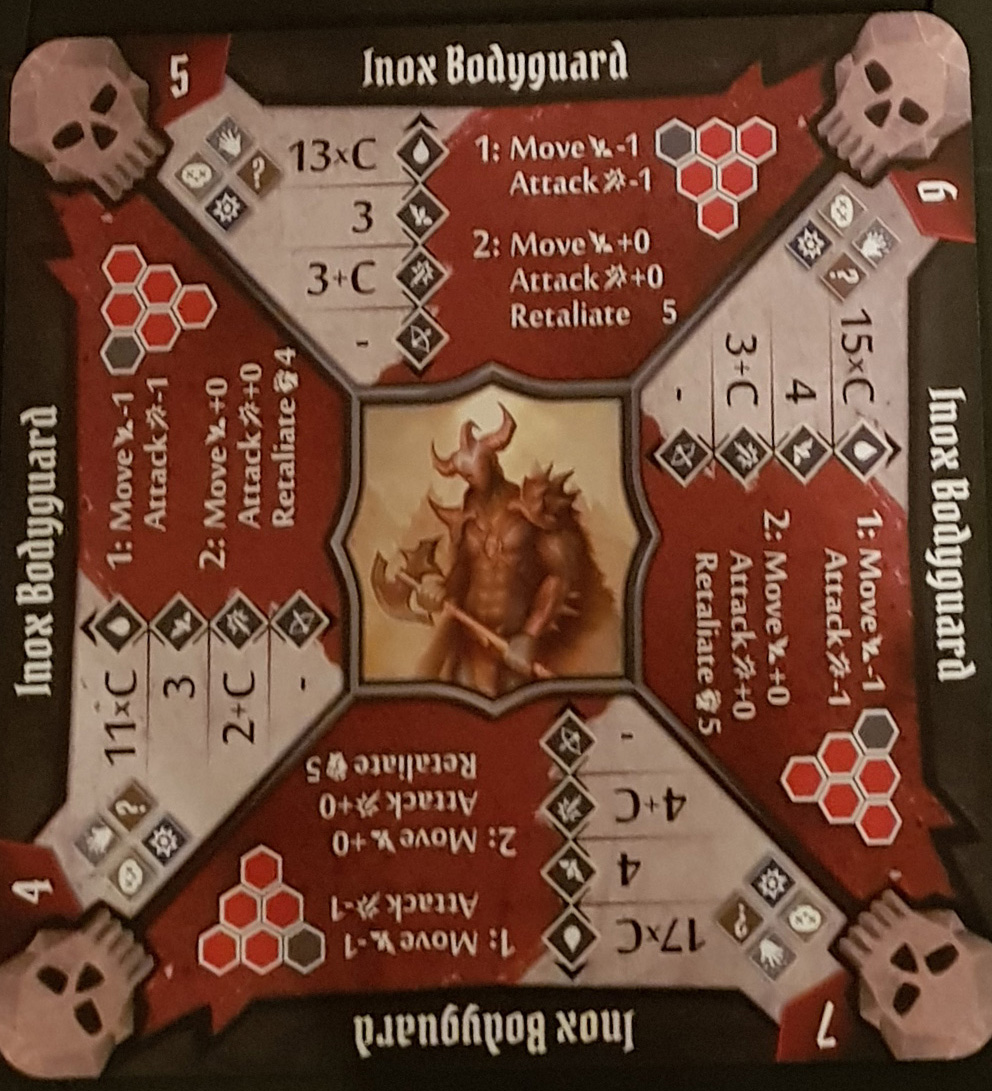 5
Inox Bodyguard
13×C
3
3+C
-
1: Move -1
Attack -1
2: Move +0
Attack +0
Retaliate 5
6
Inox Bodyguard
15×C
4
3+C
-
1: Move -1
Attack -1
2: Move +0
Attack +0
Retaliate 5
7
Inox Bodyguard
17×C
4
4+C
-
1: Move -1
Attack -1
2: Move +0
Attack +0
Retaliate 5
4
Inox Bodyguard
11×C
3
2+C
-
1: Move -1
Attack -1
2: Move +0
Attack +0
Retaliate 4